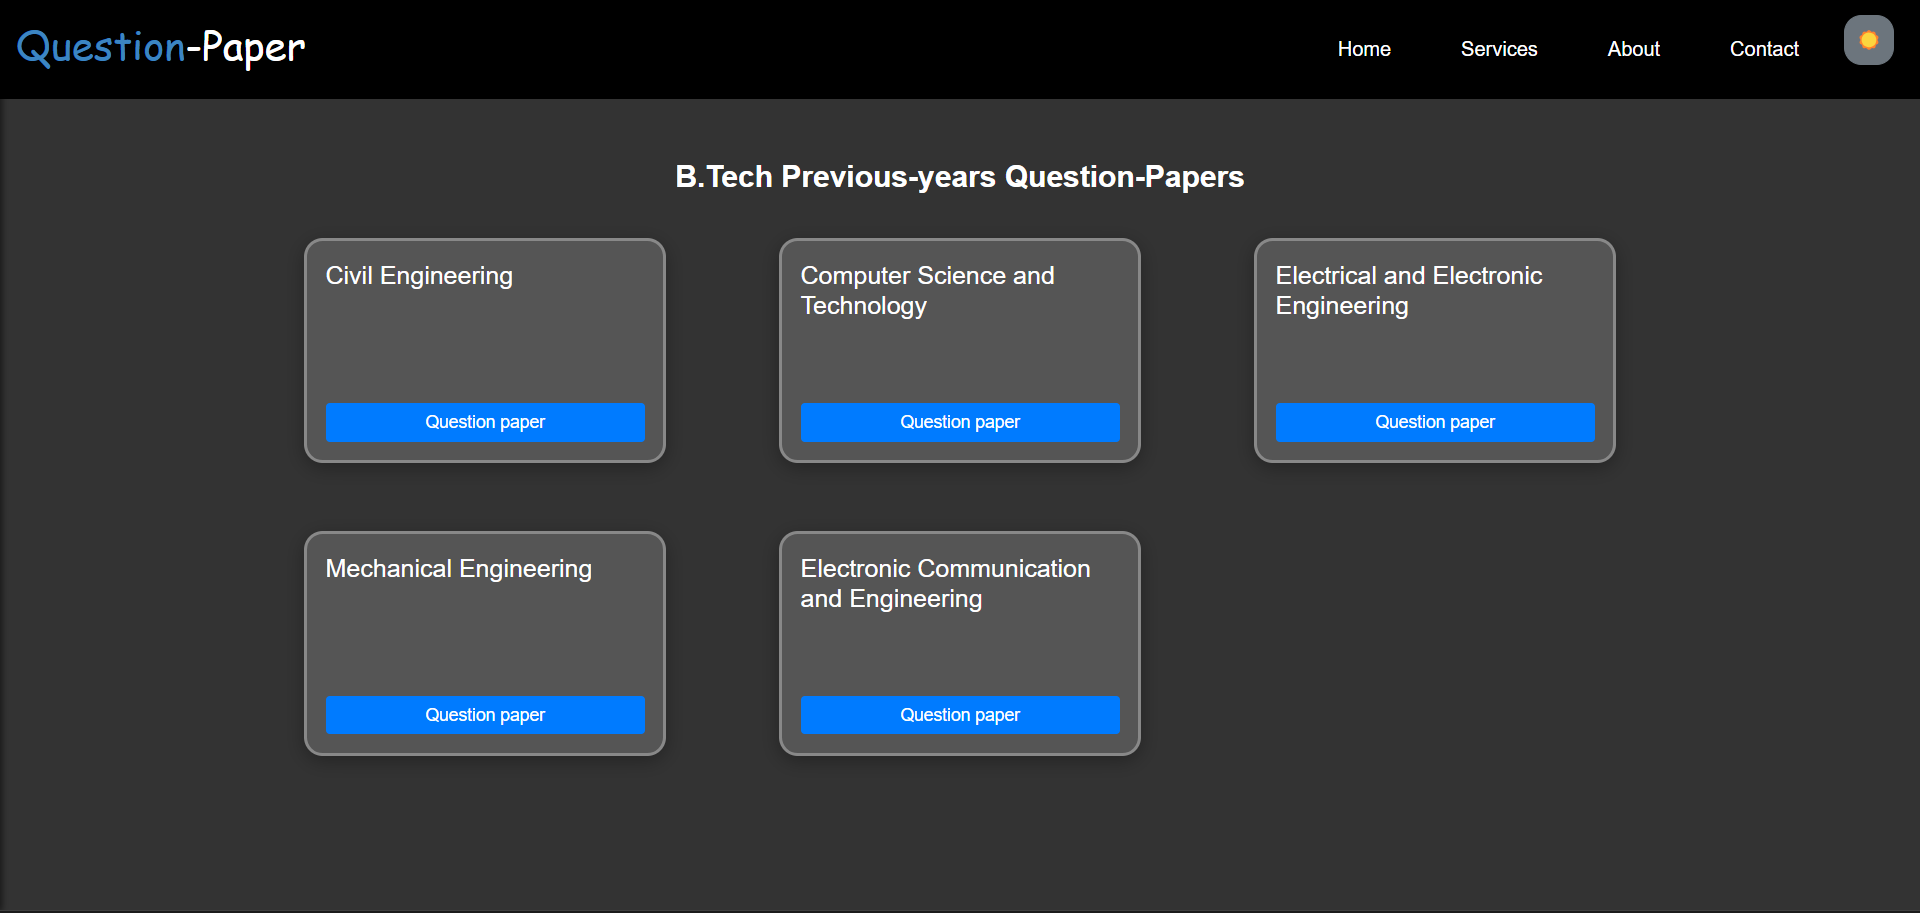 Question-Paper
Home
Services
About
Contact
B.Tech Previous-years Question-Papers
Civil Engineering
Question paper
Computer Science and
Technology
Question paper
Electrical and Electronic
Engineering
Question paper
Mechanical Engineering
Question paper
Electronic Communication
and Engineering
Question paper